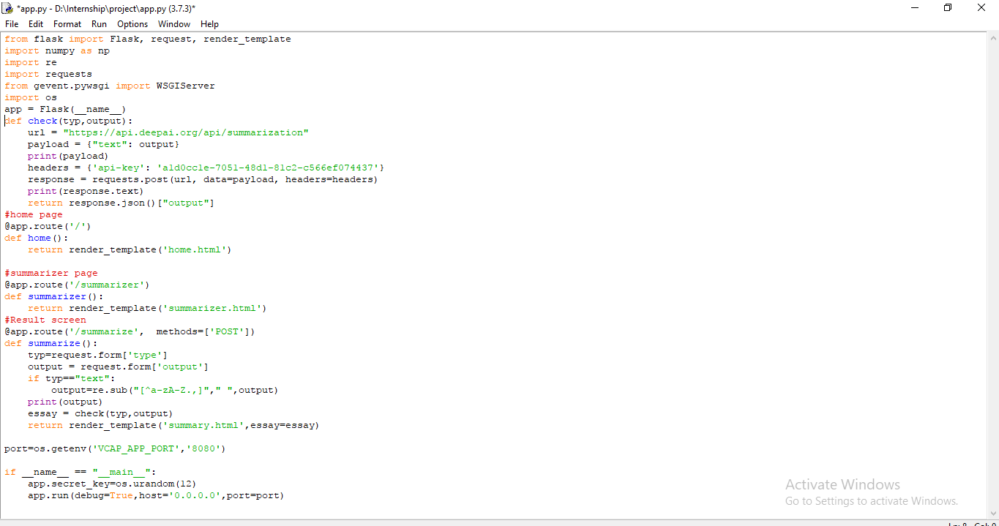 *app.py - D:\Internship\project\app.py (3.7.3)*
File Edit Format Run Options Window Help
from flask import Flask, request, render_template
import numpy as np
import re
import requests
from gevent.pywsgi import WSGIServer
import os
app = Flask(__name__)
def check(typ,output):
    url = "https://api.deepai.org/api/summarization"
    payload = {"text": output}
    print(payload)
    headers = {'api-key': 'a1d0cc1e-7051-48d1-81c2-c566ef074437'}
    response = requests.post(url, data=payload, headers=headers)
    print(response.text)
    return response.json()["output"]
#home page
@app.route('/')
def home():
    return render_template('home.html')
#summarizer page
@app.route('/summarizer')
def summarizer():
    return render_template('summarizer.html')
#Result screen
@app.route('/summarize',  methods=['POST'])
def summarize():
    typ=request.form['type']
    output = request.form['output']
    if typ=="text":
        output=re.sub("[^a-zA-Z.,]"," ",output)
    print(output)
    essay = check(typ,output)
    return render_template('summary.html',essay=essay)
port=os.getenv('VCAP_APP_PORT','8080')
if __name__ == "__main__":
    app.secret_key=os.urandom(12)
    app.run(debug=True,host='0.0.0.0',port=port)
Activate Windows
Go to Settings to activate Windows.